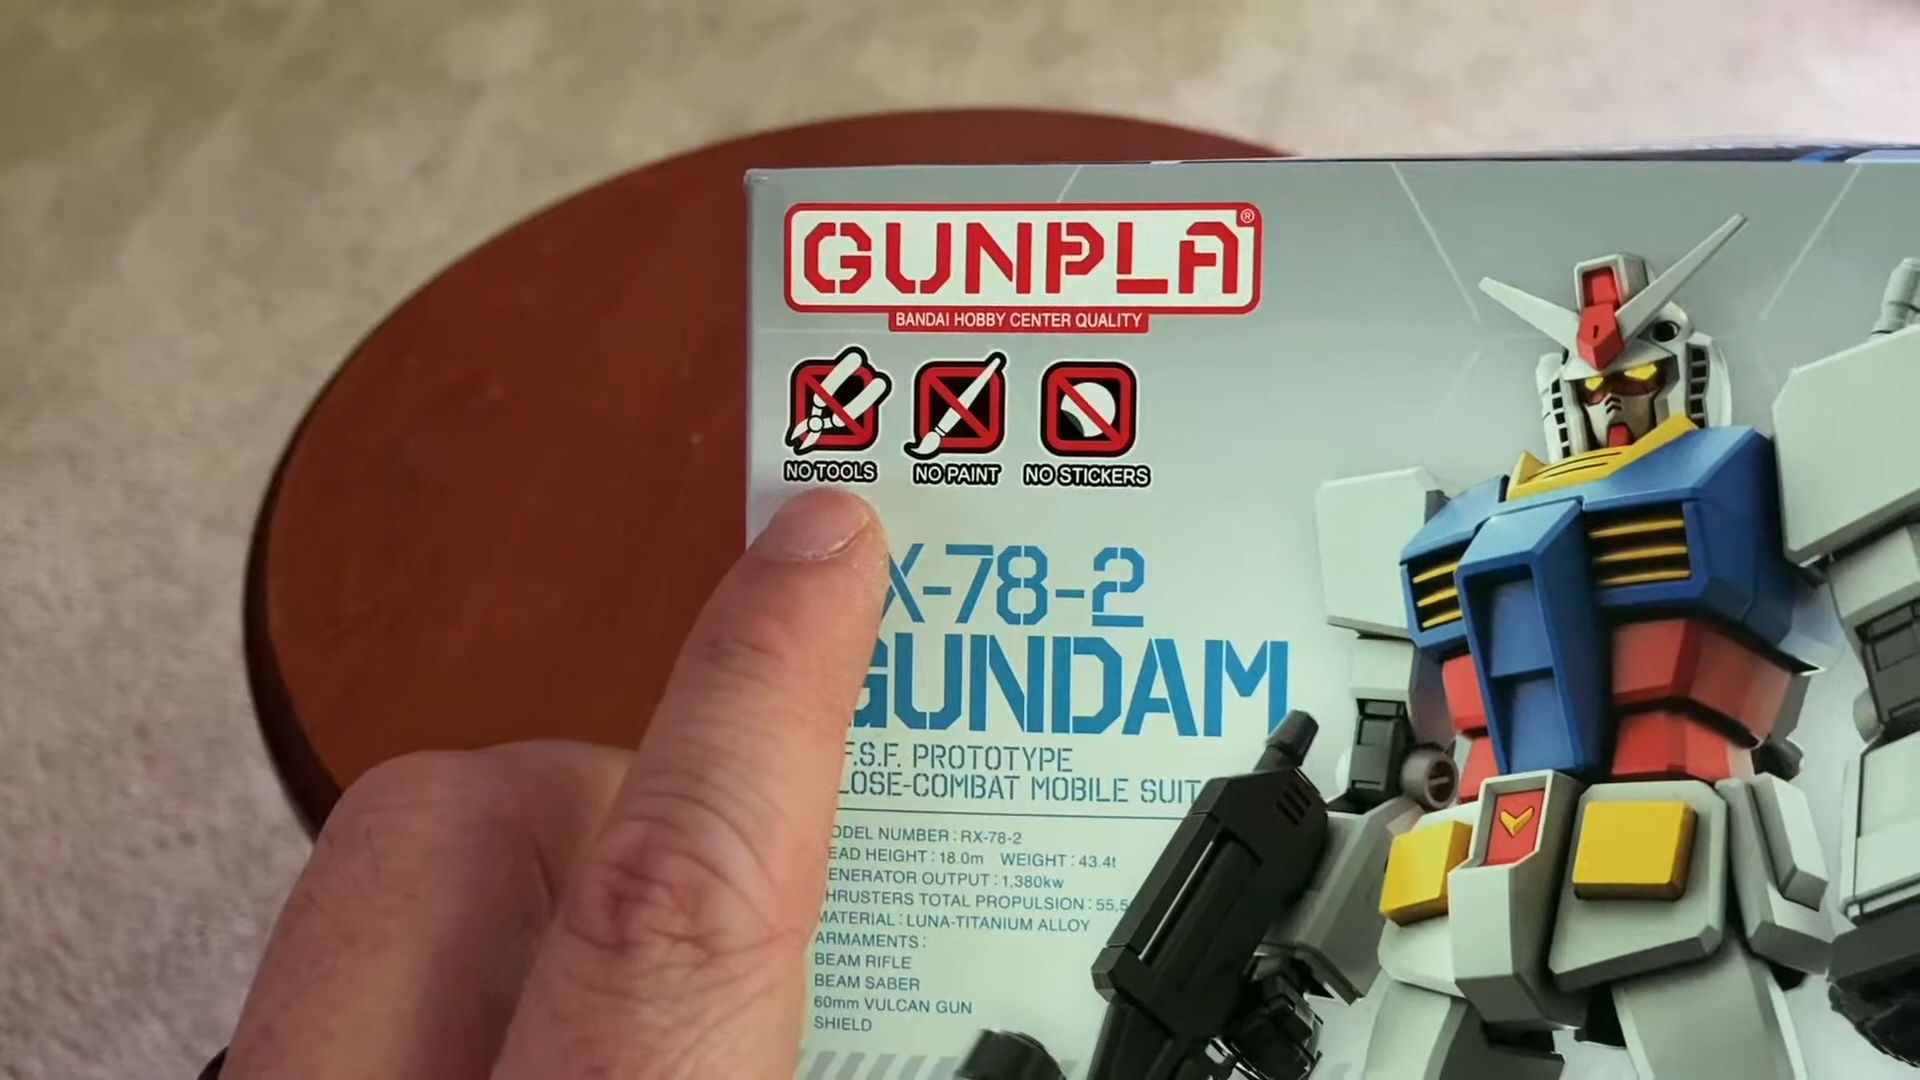 GUNPLA®
BANDAI HOBBY CENTER QUALITY
NO TOOLS NO PAINT NO STICKERS
X-78-2
GUNDAM
.F.S.F. PROTOTYPE
LOSE-COMBAT MOBILE SUIT
ODEL NUMBER : RX-78-2
EAD HEIGHT : 18.0m WEIGHT : 43.4t
ENERATOR OUTPUT : 1,380kw
HRUSTERS TOTAL PROPULSION : 55,5
MATERIAL : LUNA-TITANIUM ALLOY
ARMAMENTS :
BEAM RIFLE
BEAM SABER
60mm VULCAN GUN
SHIELD